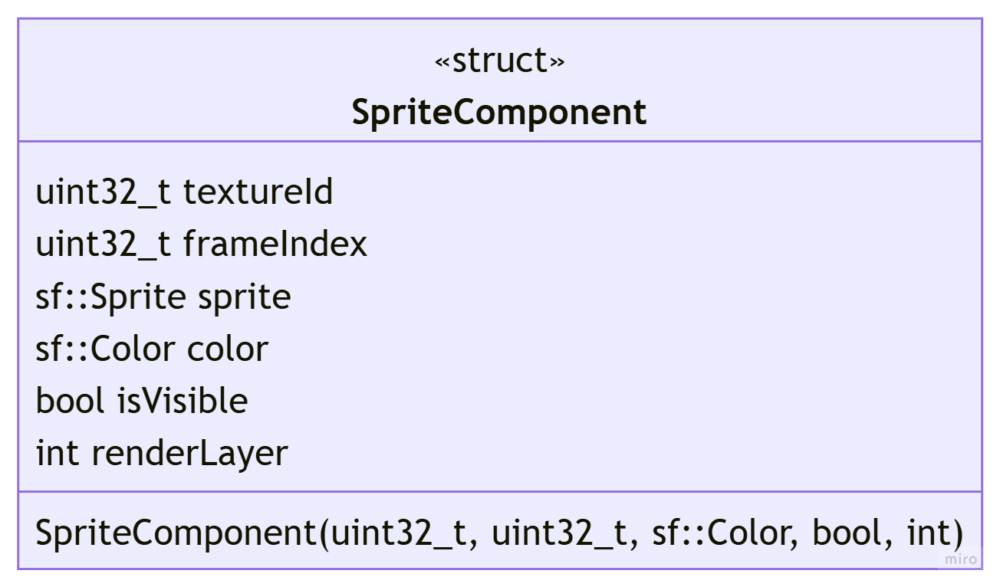 «struct»
SpriteComponent
uint32_t textureId
uint32_t frameIndex
sf::Sprite sprite
sf::Color color
bool isVisible
int renderLayer
SpriteComponent(uint32_t, uint32_t, sf::Color, bool, int)
miro